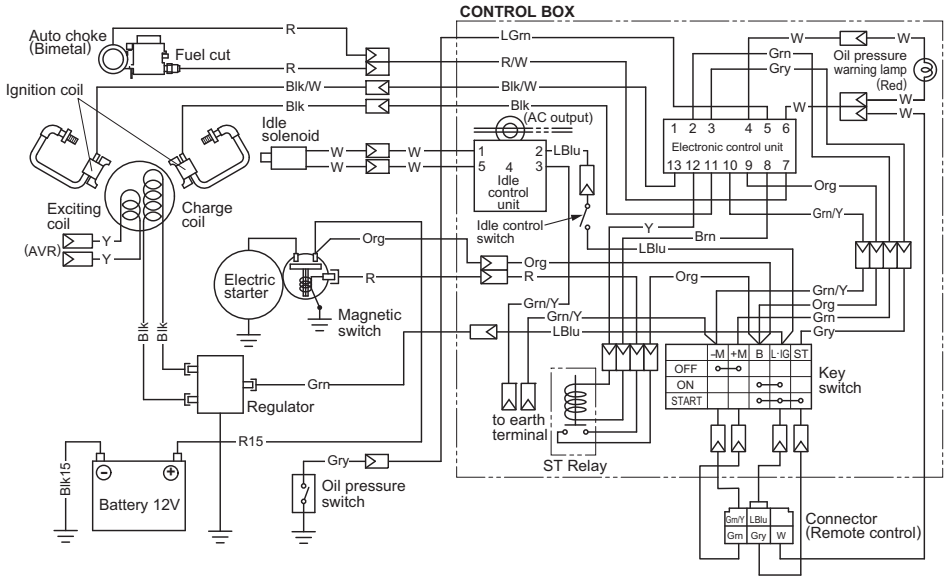 CONTROL BOX
Auto choke
(Bimetal)
R
Fuel cut
R
LGrn
R/W
W
W
Grn
Gry
Oil pressure
warning lamp
(Red)
W
W
W
Ignition coil
Blk/W
Blk/W
Blk
Blk
(AC output)
Idle
solenoid
W
W
W
W
1
5
4
2
3
Idle
control
unit
LBlu
1 2 3 4 5 6
Electronic control unit
13 12 11 10 9 8 7
Org
Grn/Y
Exciting
coil
Charge
coil
(AVR)
Y
Y
Idle control
switch
Y
Brn
LBlu
Org
Org
R
Org
R
Electric
starter
Magnetic
switch
Grn/Y
Grn/Y
LBlu
Grn/Y
Org
Grn
Gry
Blk
Blk
Regulator
Grn
–M +M B L·IG ST
OFF
ON
START
Key
switch
to earth
terminal
ST Relay
R15
Blk15
Battery 12V
Gry
Oil pressure
switch
Grn/Y LBlu
Grn Gry W
Connector
(Remote control)